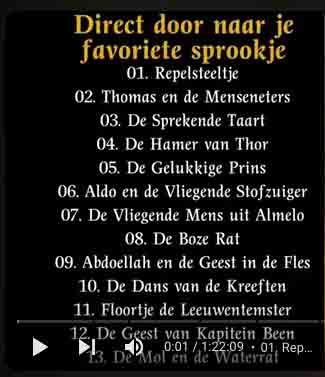 Direct door naar je
favoriete sprookje
01. Repelsteeltje
02. Thomas en de Menseneters
03. De Sprekende Taart
04. De Hamer van Thor
05. De Gelukkige Prins
06. Aldo en de Vliegende Stofzuiger
07. De Vliegende Mens uit Almelo
08. De Boze Rat
09. Abdoellah en de Geest in de Fles
10. De Dans van de Kreeften
11. Floortje de Leeuwentemster
12. De Geest van Kapitein Been
0:01 / 1:22:09 • 01. Rep...
13. De Mol en de Waterrat